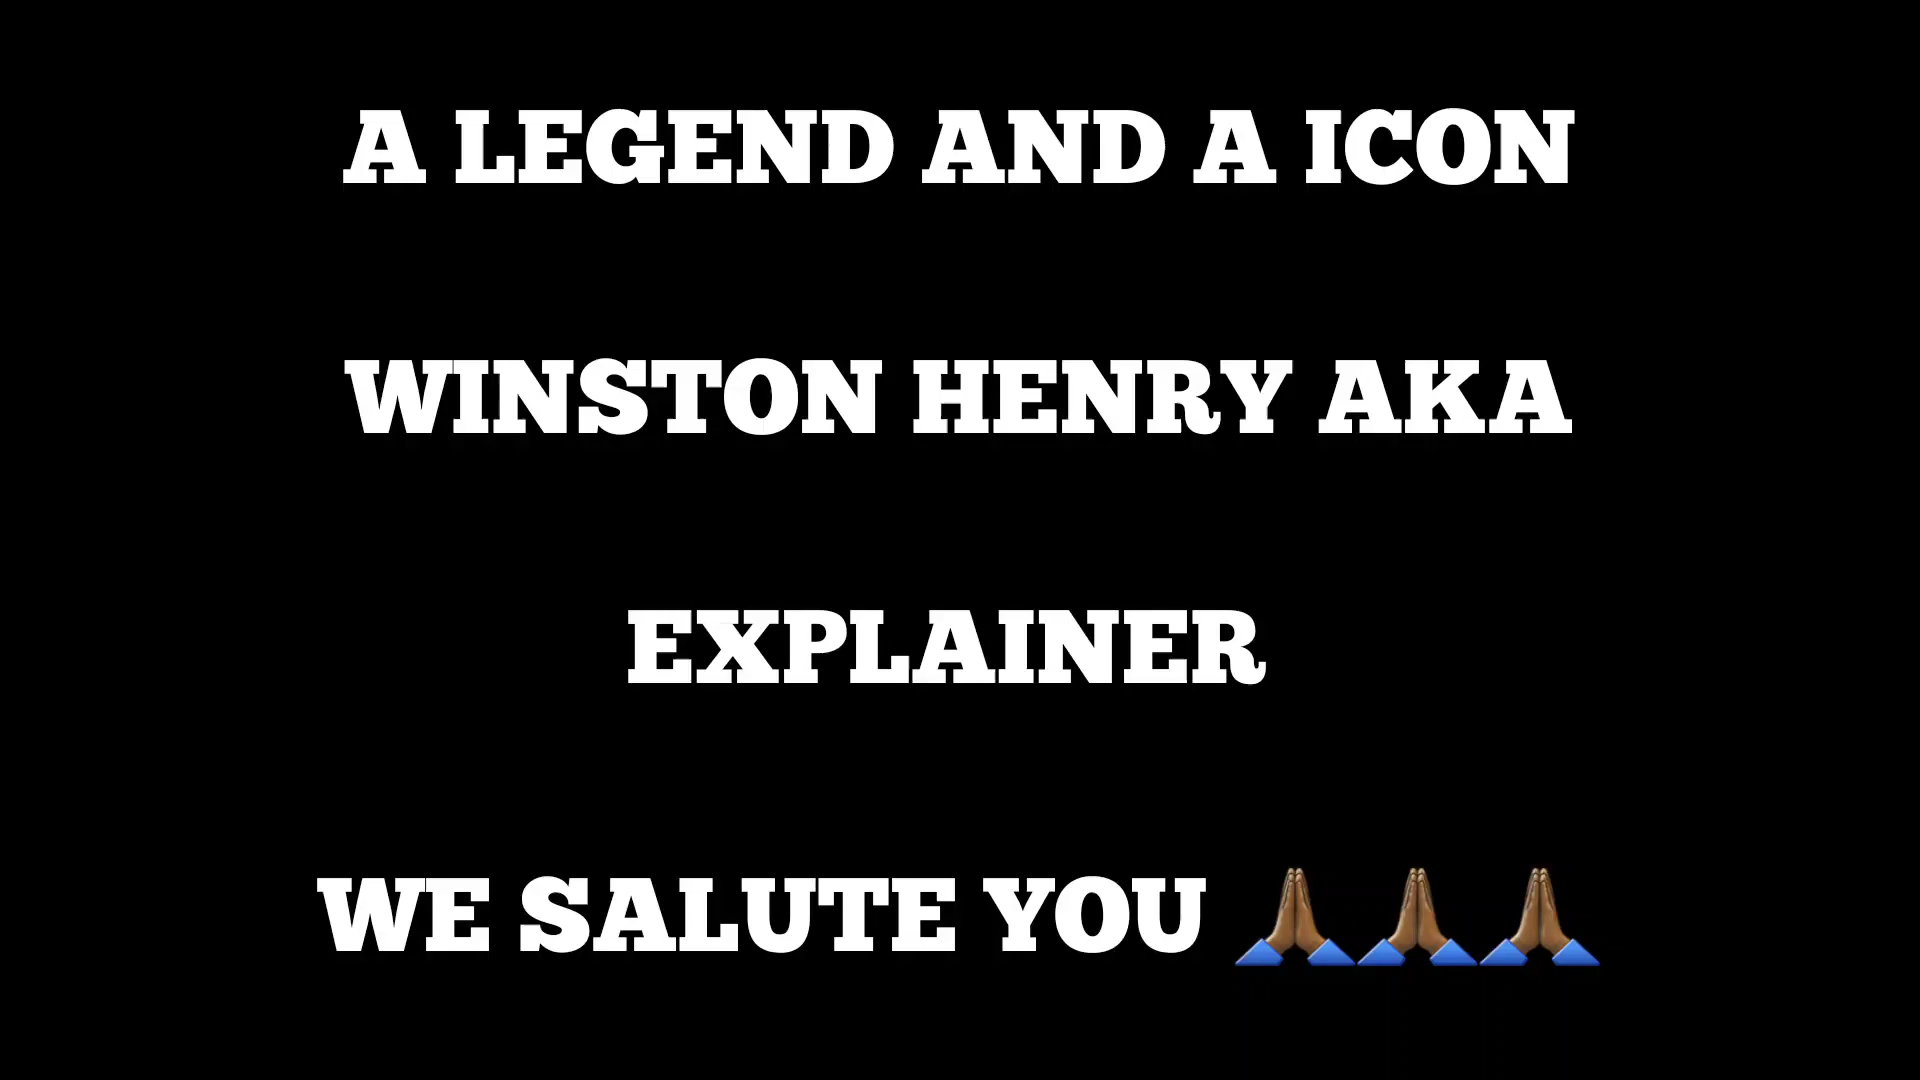 A LEGEND AND A ICON
WINSTON HENRY AKA
EXPLAINER
WE SALUTE YOU 🙏🏾🙏🏾🙏🏾